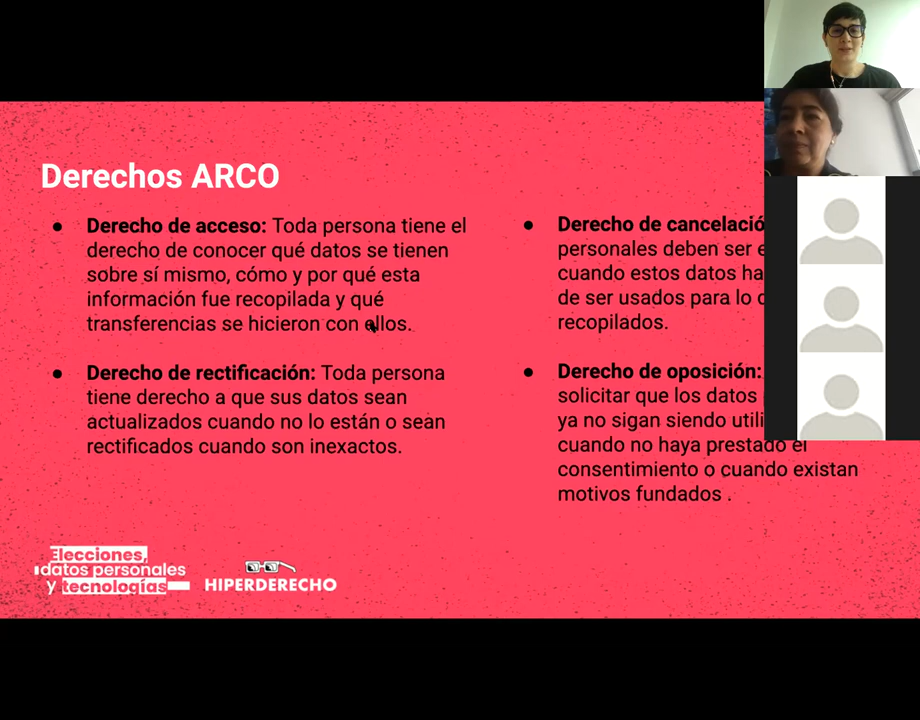 Derechos ARCO
● Derecho de acceso: Toda persona tiene el
derecho de conocer qué datos se tienen
sobre sí mismo, cómo y por qué esta
información fue recopilada y qué
transferencias se hicieron con ellos.
● Derecho de rectificación: Toda persona
tiene derecho a que sus datos sean
actualizados cuando no lo están o sean
rectificados cuando son inexactos.
● Derecho de cancelació
personales deben ser e
cuando estos datos ha
de ser usados para lo
recopilados.
● Derecho de oposición:
solicitar que los datos
ya no sigan siendo utili
cuando no haya prestado el
consentimiento o cuando existan
motivos fundados .
Elecciones,
datos personales
y tecnologías
HIPERDERECHO